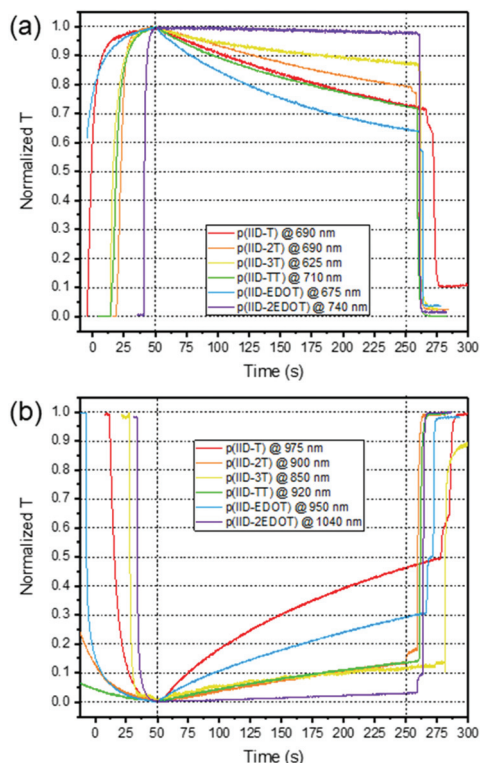 (a)
Normalized T
1.0
0.9
0.8
0.7
0.6
0.5
0.4
0.3
0.2
0.1
0.0
p(IID-T) @ 690 nm
p(IID-2T) @ 690 nm
p(IID-3T) @ 625 nm
p(IID-TT) @ 710 nm
p(IID-EDOT) @ 675 nm
p(IID-2EDOT) @ 740 nm
0 25 50 75 100 125 150 175 200 225 250 275 300
Time (s)
(b)
Normalized T
1.0
0.9
0.8
0.7
0.6
0.5
0.4
0.3
0.2
0.1
0.0
p(IID-T) @ 975 nm
p(IID-2T) @ 900 nm
p(IID-3T) @ 850 nm
p(IID-TT) @ 920 nm
p(IID-EDOT) @ 950 nm
p(IID-2EDOT) @ 1040 nm
0 25 50 75 100 125 150 175 200 225 250 275 300
Time (s)